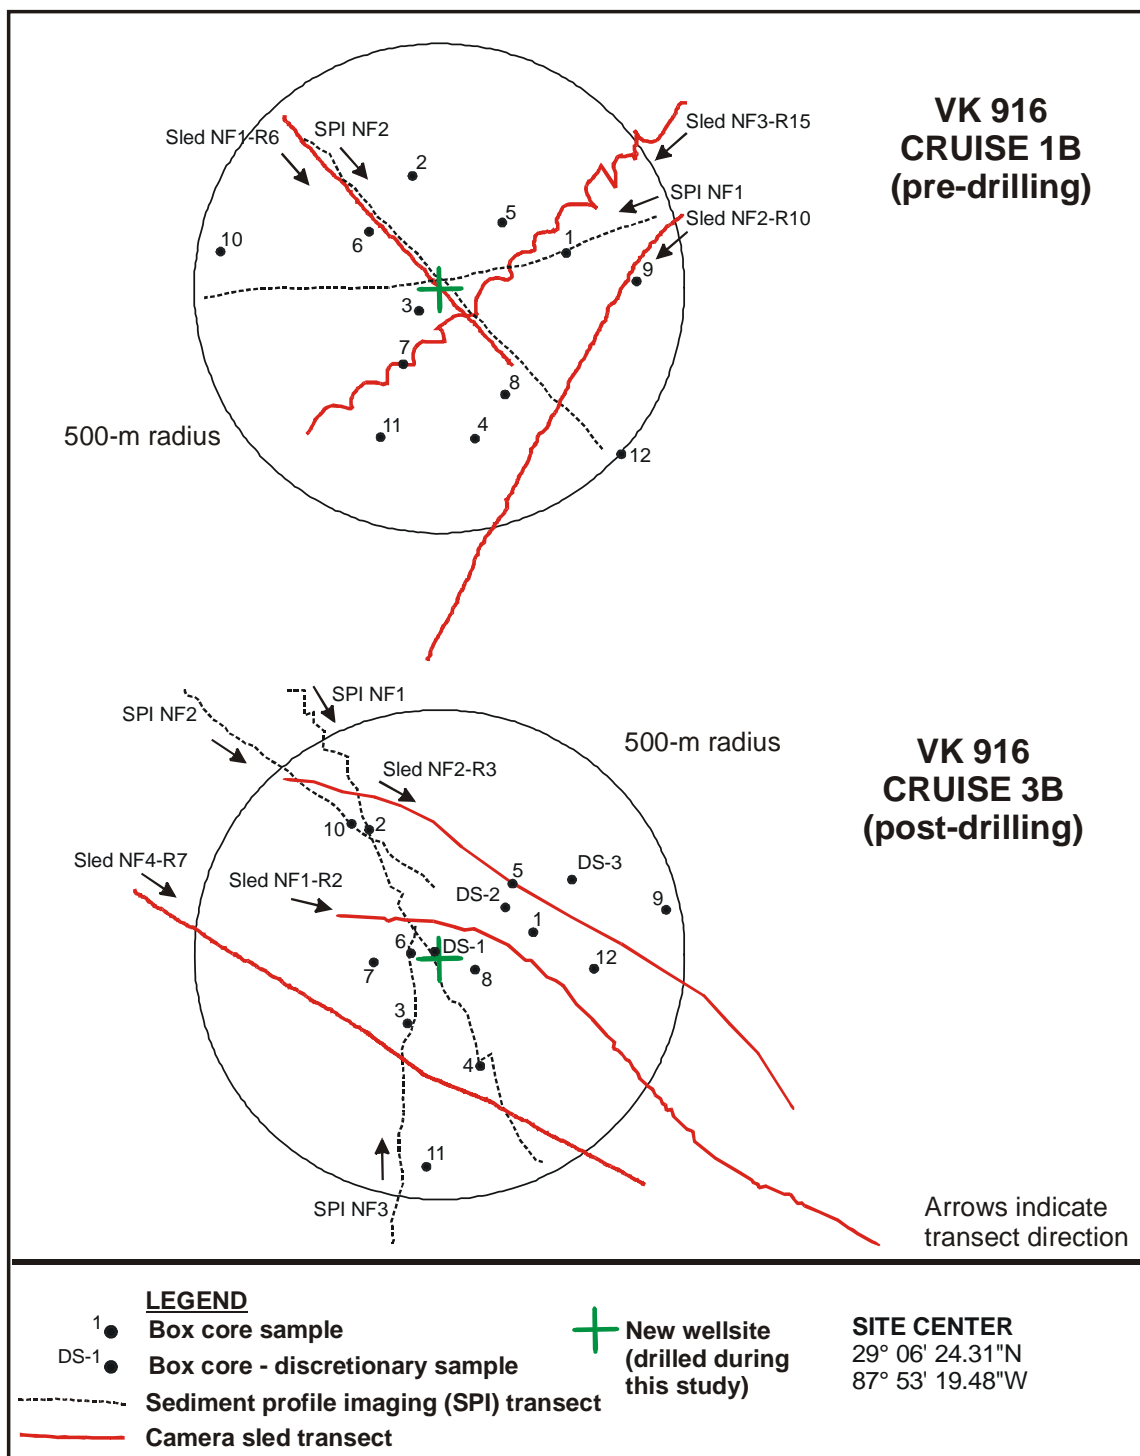 VK 916
CRUISE 1B
(pre-drilling)
Sled NF1-R6
SPI NF2
Sled NF3-R15
SPI NF1
Sled NF2-R10
2
5
1
6
10
9
3
7
8
4
11
12
500-m radius
SPI NF1
SPI NF2
500-m radius
VK 916
CRUISE 3B
(post-drilling)
Sled NF2-R3
10
2
Sled NF4-R7
Sled NF1-R2
5
DS-3
DS-2
9
1
6
DS-1
7
8
12
3
4
11
SPI NF3
Arrows indicate
transect direction
LEGEND
1 Box core sample
DS-1 Box core - discretionary sample
Sediment profile imaging (SPI) transect
Camera sled transect
New wellsite
(drilled during
this study)
SITE CENTER
29° 06' 24.31"N
87° 53' 19.48"W